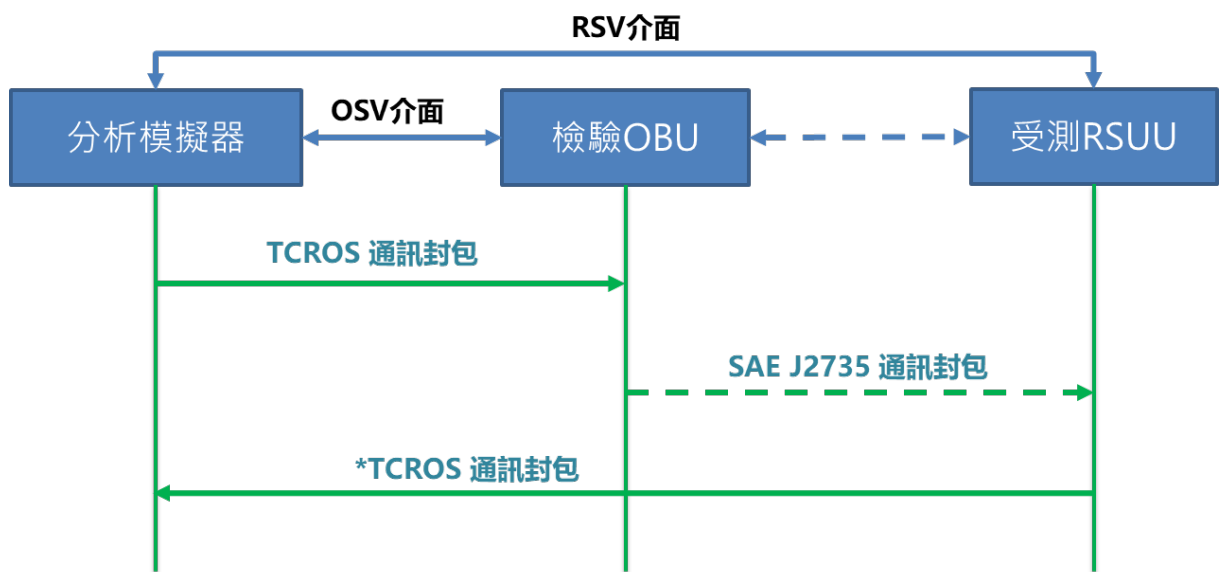 RSV介面
分析模擬器
OSV介面
檢驗OBU
受測RSUU
TCROS 通訊封包
SAE J2735 通訊封包
*TCROS 通訊封包